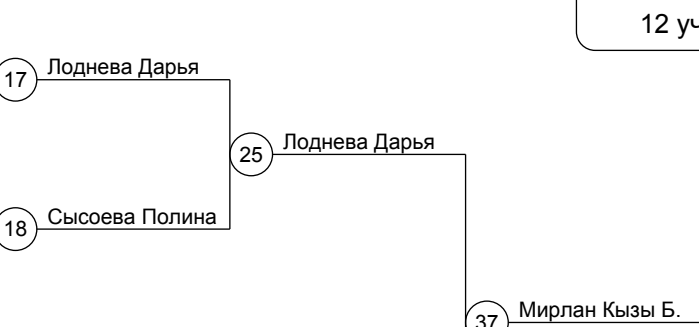 12 уч
17 Лоднева Дарья
25 Лоднева Дарья
18 Сысоева Полина
37 Мирлан Кызы Б.